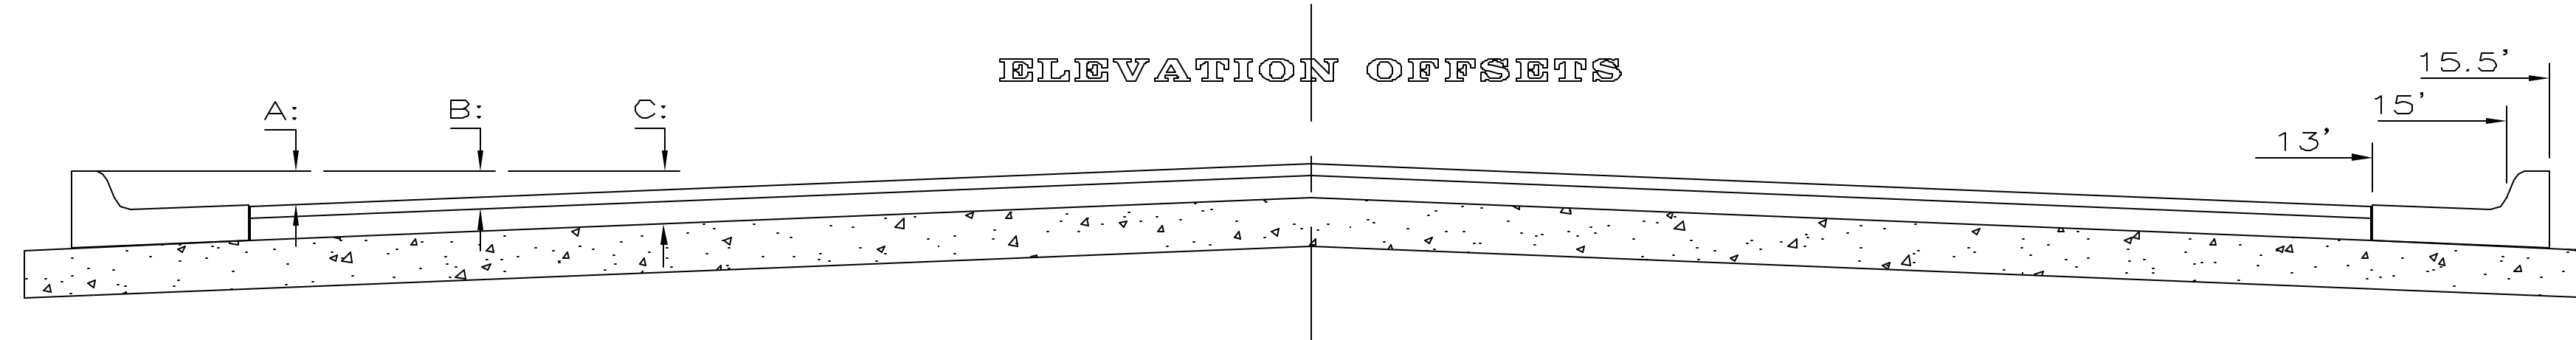 ELEVATION OFFSETS
15.5'
15'
A:
B:
C:
13'